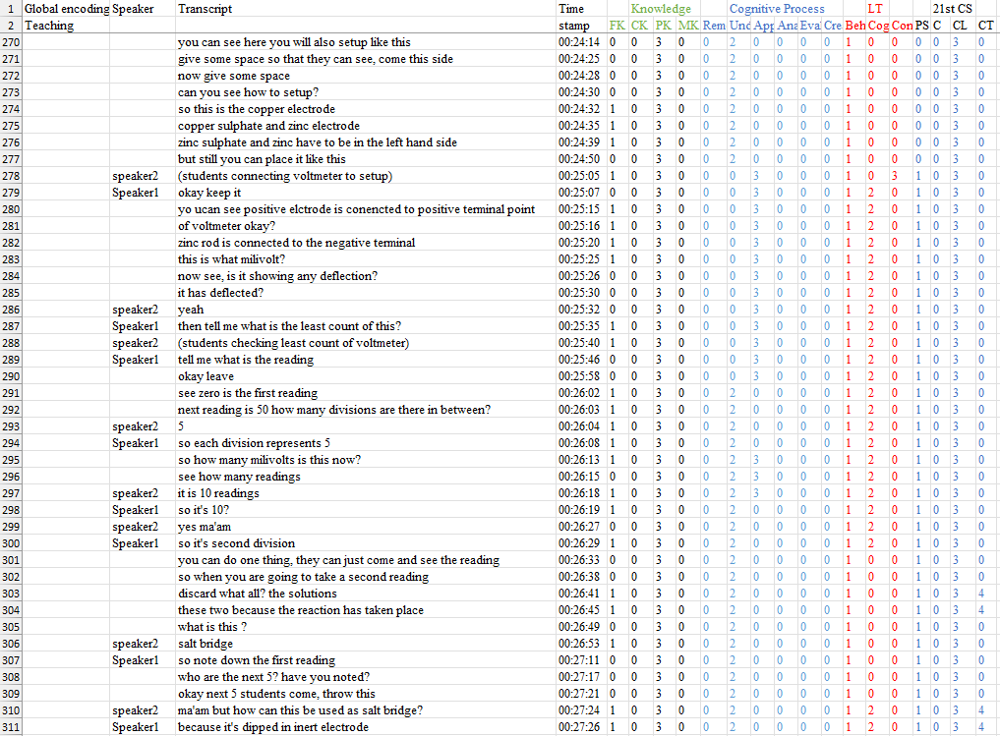 1 Global encoding Speaker Transcript Time Knowledge Cognitive Process LT 21st CS
2 Teaching stamp FK CK PK MK Rem Und App Ana Eva Cre Beh Cog Con PS C CL CT
270 you can see here you will also setup like this 00:24:14 0 0 3 0 0 2 0 0 0 0 1 0 0 0 0 3 0
271 give some space so that they can see, come this side 00:24:25 0 0 3 0 0 2 0 0 0 0 1 0 0 0 0 3 0
272 now give some space 00:24:28 0 0 3 0 0 2 0 0 0 0 1 0 0 0 0 3 0
273 can you see how to setup? 00:24:30 0 0 3 0 0 2 0 0 0 0 1 0 0 0 0 3 0
274 so this is the copper electrode 00:24:32 1 0 3 0 0 2 0 0 0 0 1 0 0 0 0 3 0
275 copper sulphate and zinc electrode 00:24:35 1 0 3 0 0 2 0 0 0 0 1 0 0 0 0 3 0
276 zinc sulphate and zinc have to be in the left hand side 00:24:39 1 0 3 0 0 2 0 0 0 0 1 0 0 0 0 3 0
277 but still you can place it like this 00:24:50 0 0 3 0 0 2 0 0 0 0 1 0 0 0 0 3 0
278 speaker2 (students connecting voltmeter to setup) 00:25:05 1 0 3 0 0 0 3 0 0 0 1 0 3 1 0 3 0
279 Speaker1 okay keep it 00:25:07 0 0 3 0 0 0 3 0 0 0 1 2 0 1 0 3 0
280 yo ucan see positive elctrode is conencted to positive terminal point 00:25:15 1 0 3 0 0 0 3 0 0 0 1 2 0 1 0 3 0
281 of voltmeter okay? 00:25:16 1 0 3 0 0 0 3 0 0 0 1 2 0 1 0 3 0
282 zinc rod is connected to the negative terminal 00:25:20 1 0 3 0 0 0 3 0 0 0 1 2 0 1 0 3 0
283 this is what milivolt? 00:25:25 1 0 3 0 0 0 3 0 0 0 1 2 0 1 0 3 0
284 now see, is it showing any deflection? 00:25:26 0 0 3 0 0 0 3 0 0 0 1 2 0 1 0 3 0
285 it has deflected? 00:25:30 0 0 3 0 0 0 3 0 0 0 1 2 0 1 0 3 0
286 speaker2 yeah 00:25:32 0 0 3 0 0 0 3 0 0 0 1 2 0 1 0 3 0
287 Speaker1 then tell me what is the least count of this? 00:25:35 1 0 3 0 0 0 3 0 0 0 1 2 0 1 0 3 0
288 speaker2 (students checking least count of voltmeter) 00:25:40 1 0 3 0 0 0 3 0 0 0 1 2 0 1 0 3 0
289 Speaker1 tell me what is the reading 00:25:46 0 0 3 0 0 0 3 0 0 0 1 2 0 1 0 3 0
290 okay leave 00:25:58 0 0 3 0 0 0 3 0 0 0 1 2 0 1 0 3 0
291 see zero is the first reading 00:26:02 1 0 3 0 0 2 0 0 0 0 1 2 0 1 0 3 0
292 next reading is 50 how many divisions are there in between? 00:26:03 1 0 3 0 0 2 0 0 0 0 1 2 0 1 0 3 0
293 speaker2 5 00:26:04 1 0 3 0 0 2 0 0 0 0 1 2 0 1 0 3 0
294 Speaker1 so each division represents 5 00:26:08 1 0 3 0 0 2 0 0 0 0 1 2 0 1 0 3 0
295 so how many milivolts is this now? 00:26:13 1 0 3 0 0 2 3 0 0 0 1 2 0 1 0 3 0
296 see how many readings 00:26:15 0 0 3 0 0 2 3 0 0 0 1 2 0 1 0 3 0
297 speaker2 it is 10 readings 00:26:18 1 0 3 0 0 2 3 0 0 0 1 2 0 1 0 3 0
298 Speaker1 so it's 10? 00:26:19 1 0 3 0 0 2 0 0 0 0 1 2 0 1 0 3 0
299 speaker2 yes ma'am 00:26:27 0 0 3 0 0 2 0 0 0 0 1 2 0 1 0 3 0
300 Speaker1 so it's second division 00:26:29 1 0 3 0 0 2 0 0 0 0 1 2 0 1 0 3 0
301 you can do one thing, they can just come and see the reading 00:26:33 0 0 3 0 0 2 0 0 0 0 1 0 0 1 0 3 0
302 so when you are going to take a second reading 00:26:38 0 0 3 0 0 2 0 0 0 0 1 0 0 1 0 3 0
303 discard what all? the solutions 00:26:41 1 0 3 0 0 2 0 0 0 0 1 0 0 1 0 3 4
304 these two because the reaction has taken place 00:26:45 1 0 3 0 0 2 0 0 0 0 1 0 0 1 0 3 4
305 what is this ? 00:26:49 0 0 3 0 0 2 0 0 0 0 1 0 0 1 0 3 0
306 speaker2 salt bridge 00:26:53 1 0 3 0 0 2 0 0 0 0 1 0 0 1 0 3 0
307 Speaker1 so note down the first reading 00:27:11 0 0 3 0 0 2 0 0 0 0 1 0 0 1 0 3 0
308 who are the next 5? have you noted? 00:27:17 0 0 3 0 0 2 0 0 0 0 1 0 0 1 0 3 0
309 okay next 5 students come, throw this 00:27:21 0 0 3 0 0 2 0 0 0 0 1 0 0 1 0 3 0
310 speaker2 ma'am but how can this be used as salt bridge? 00:27:24 1 0 3 0 0 2 0 0 0 0 1 2 0 1 0 3 4
311 Speaker1 because it's dipped in inert electrode 00:27:26 1 0 3 0 0 2 0 0 0 0 1 2 0 1 0 3 4